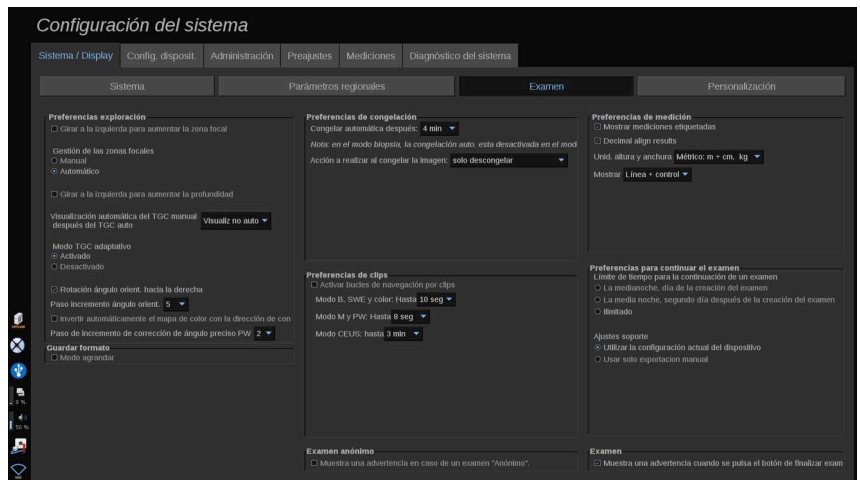 Configuración del sistema
Sistema / Display
Config. disposit.
Administración
Preajustes
Mediciones
Diagnóstico del sistema
Sistema
Parámetros regionales
Examen
Personalización
Preferencias exploración
Girar a la izquierda para aumentar la zona focal
Gestión de las zonas focales
Manual
Automático
Girar a la izquierda para aumentar la profundidad
Visualización automática del TGC manual
después del TGC auto
Visualiz no auto
Modo TGC adaptativo
Activado
Desactivado
Rotación ángulo orient. hacia la derecha
Paso incremento ángulo orient. 5
Invertir automáticamente el mapa de color con la dirección de con
Paso de incremento de corrección de ángulo preciso PW 2
Guardar formato
Modo agrandar
Preferencias de congelación
Congelar automática después: 4 min
Nota: en el modo biopsia, la congelación auto. esta desactivada en el mod
Acción a realizar al congelar la imagen: solo descongelar
Preferencias de clips
Activar bucles de navegación por clips
Modo B, SWE y color: Hasta 10 seg
Modo M y PW: Hasta 8 seg
Modo CEUS: hasta 3 min
Examen anónimo
Muestra una advertencia en caso de un examen "Anónimo".
Preferencias de medición
Mostrar mediciones etiquetadas
Decimal align results
Unid. altura y anchura Métrico: m + cm, kg
Mostrar Línea + control
Preferencias para continuar el examen
Límite de tiempo para la continuación de un examen
La medianoche, día de la creación del examen
La media noche, segundo día después de la creación del examen
Ilimitado
Ajustes soporte
Utilizar la configuración actual del dispositivo
Usar solo exportacion manual
Examen
Muestra una advertencia cuando se pulsa el botón de finalizar exam
0 %
50 %